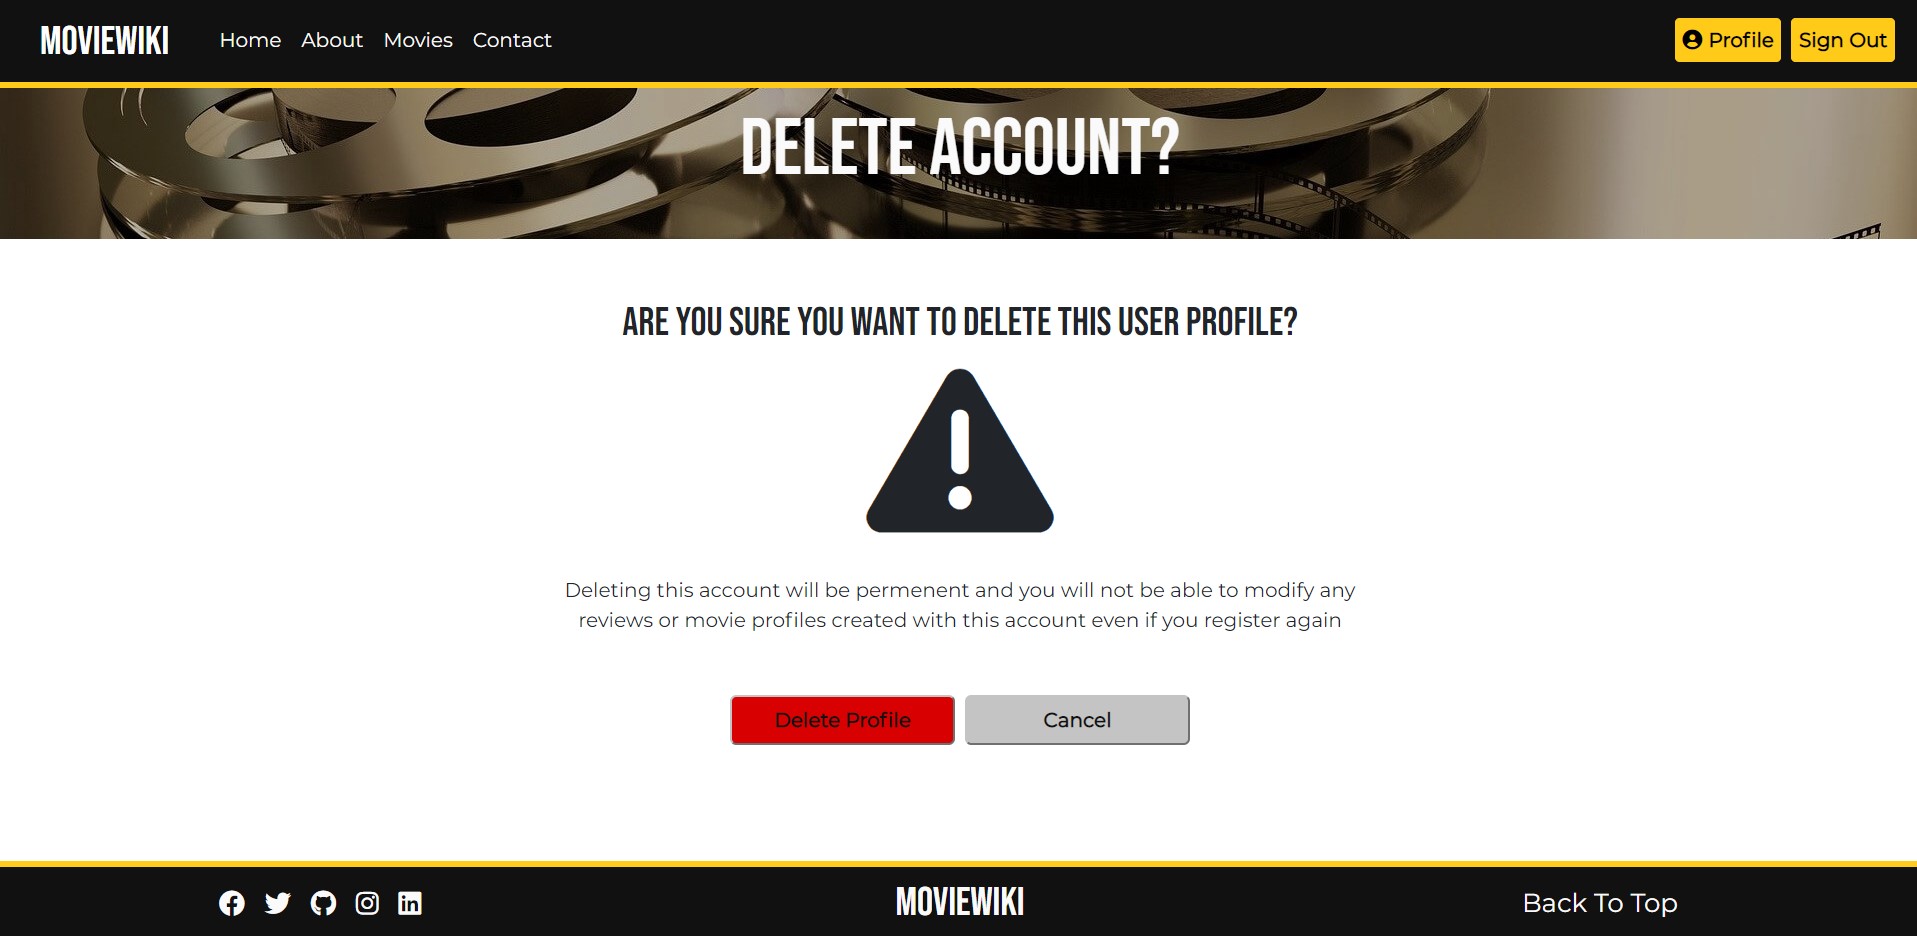 MOVIEWIKI
Home About Movies Contact
Profile Sign Out
DELETE ACCOUNT?
ARE YOU SURE YOU WANT TO DELETE THIS USER PROFILE?
Deleting this account will be permenent and you will not be able to modify any
reviews or movie profiles created with this account even if you register again
Delete Profile Cancel
MOVIEWIKI
Back To Top